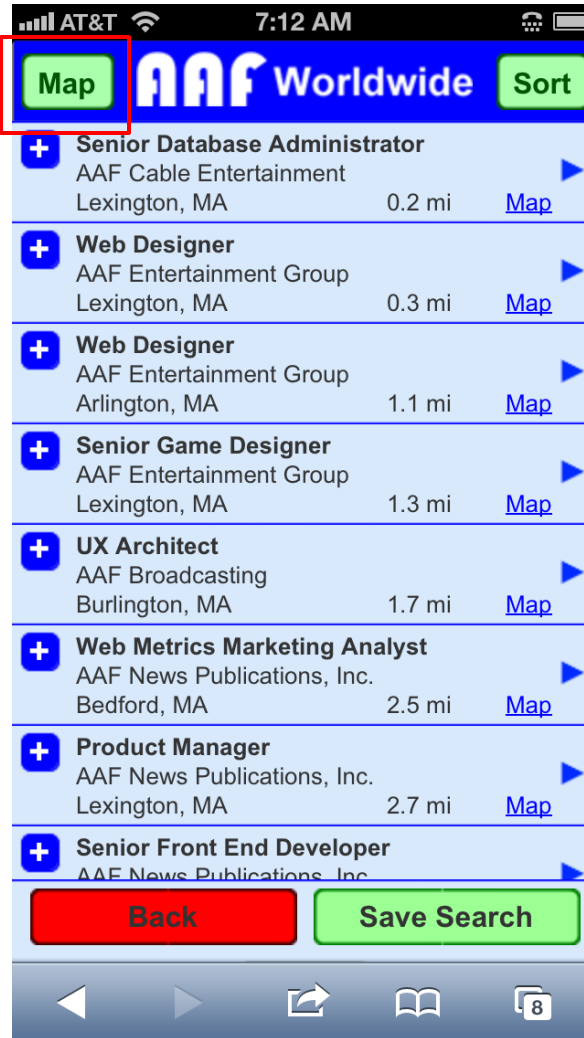 AT&T 7:12 AM
Map AAF Worldwide Sort
Senior Database Administrator
AAF Cable Entertainment
Lexington, MA 0.2 mi Map
Web Designer
AAF Entertainment Group
Lexington, MA 0.3 mi Map
Web Designer
AAF Entertainment Group
Arlington, MA 1.1 mi Map
Senior Game Designer
AAF Entertainment Group
Lexington, MA 1.3 mi Map
UX Architect
AAF Broadcasting
Burlington, MA 1.7 mi Map
Web Metrics Marketing Analyst
AAF News Publications, Inc.
Bedford, MA 2.5 mi Map
Product Manager
AAF News Publications, Inc.
Lexington, MA 2.7 mi Map
Senior Front End Developer
AAF News Publications, Inc.
Back Save Search
8